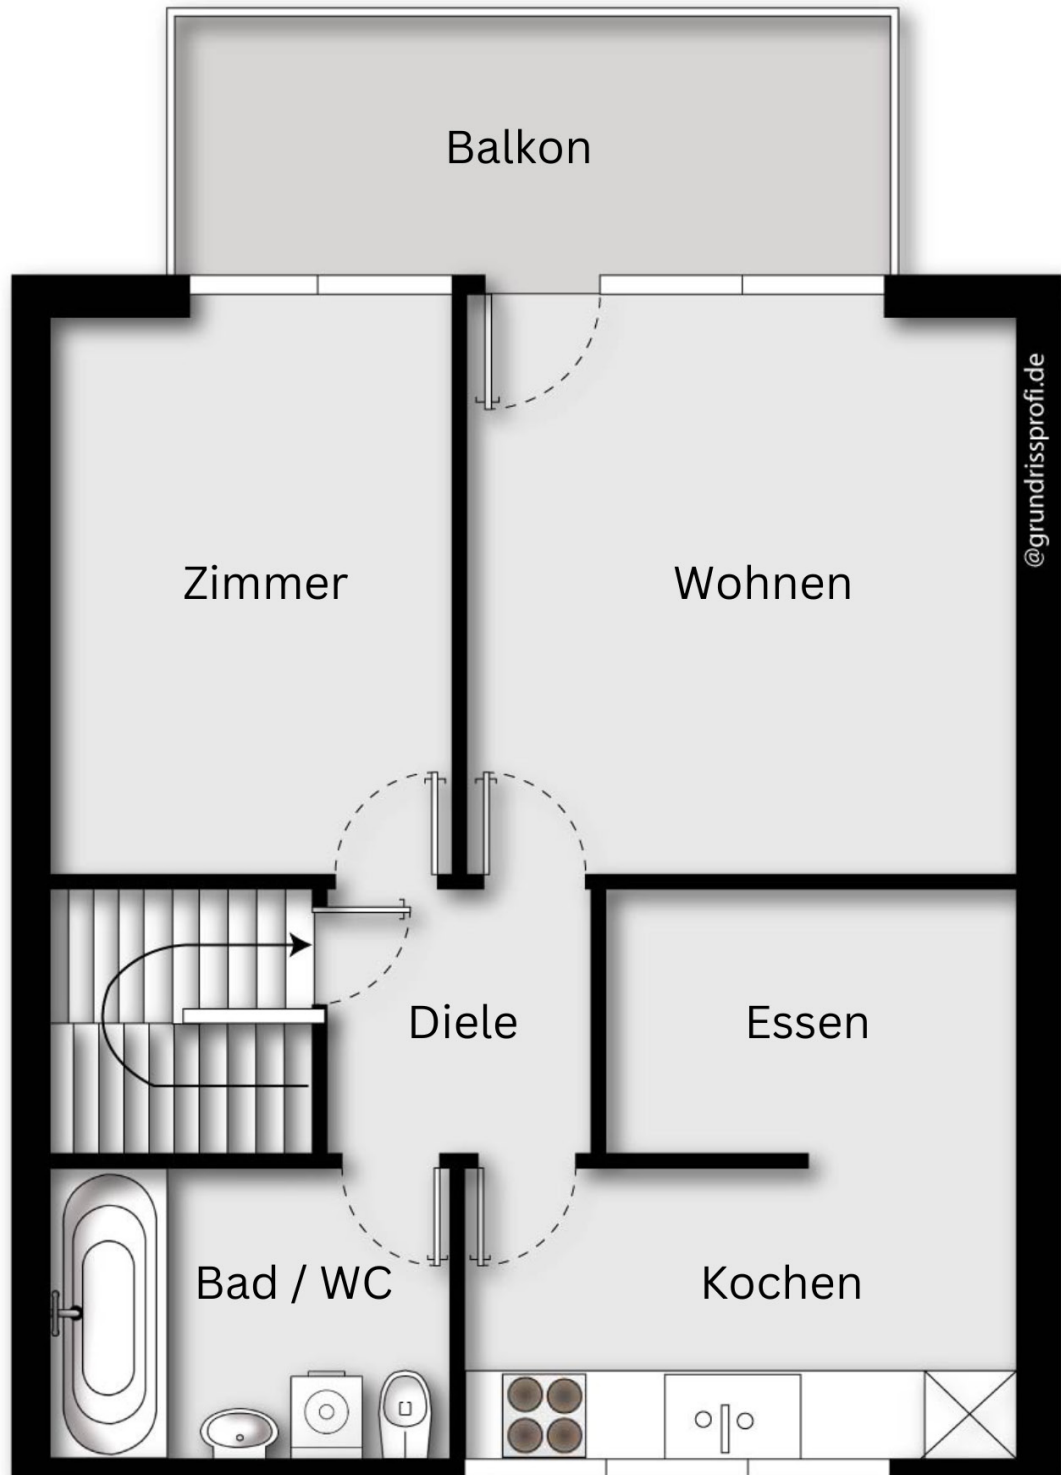 Balkon
@grundrissprofi.de
Zimmer
Wohnen
Diele
Essen
Bad / WC
Kochen